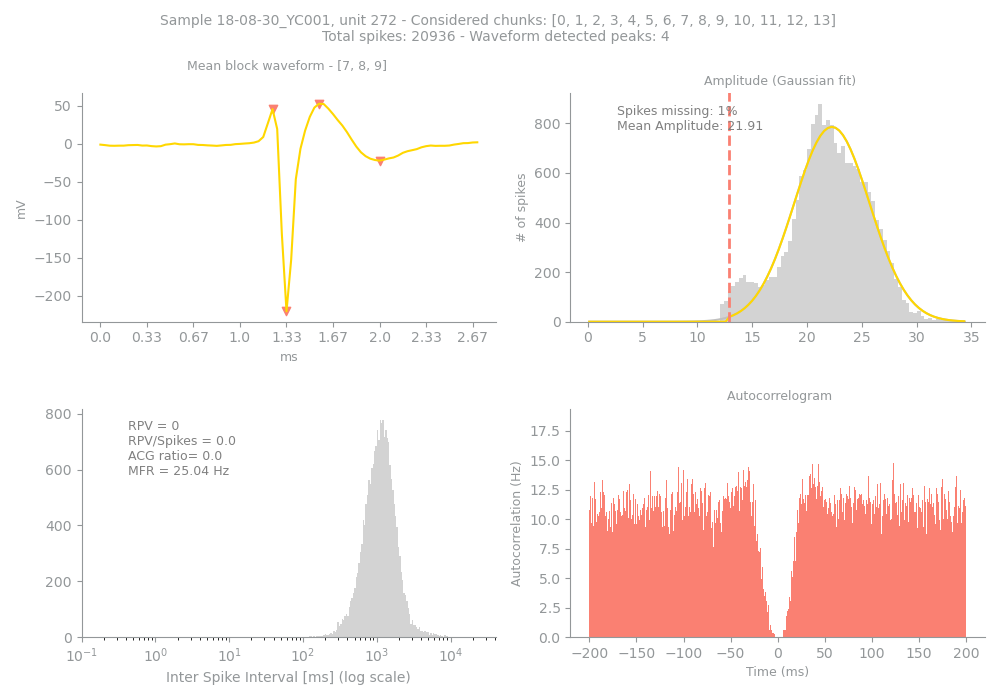 Sample 18-08-30_YC001, unit 272 - Considered chunks: [0, 1, 2, 3, 4, 5, 6, 7, 8, 9, 10, 11, 12, 13]
Total spikes: 20936 - Waveform detected peaks: 4
Mean block waveform - [7, 8, 9]
50
0
−50
−100
−150
−200
mV
0.0 0.33 0.67 1.0 1.33 1.67 2.0 2.33 2.67
ms
Amplitude (Gaussian fit)
Spikes missing: 1%
Mean Amplitude: 21.91
800
600
400
200
0
# of spikes
0 5 10 15 20 25 30 35
RPV = 0
RPV/Spikes = 0.0
ACG ratio= 0.0
MFR = 25.04 Hz
800
600
400
200
0
10⁻¹ 10⁰ 10¹ 10² 10³ 10⁴
Inter Spike Interval [ms] (log scale)
Autocorrelogram
17.5
15.0
12.5
10.0
7.5
5.0
2.5
0.0
Autocorrelation (Hz)
−200 −150 −100 −50 0 50 100 150 200
Time (ms)